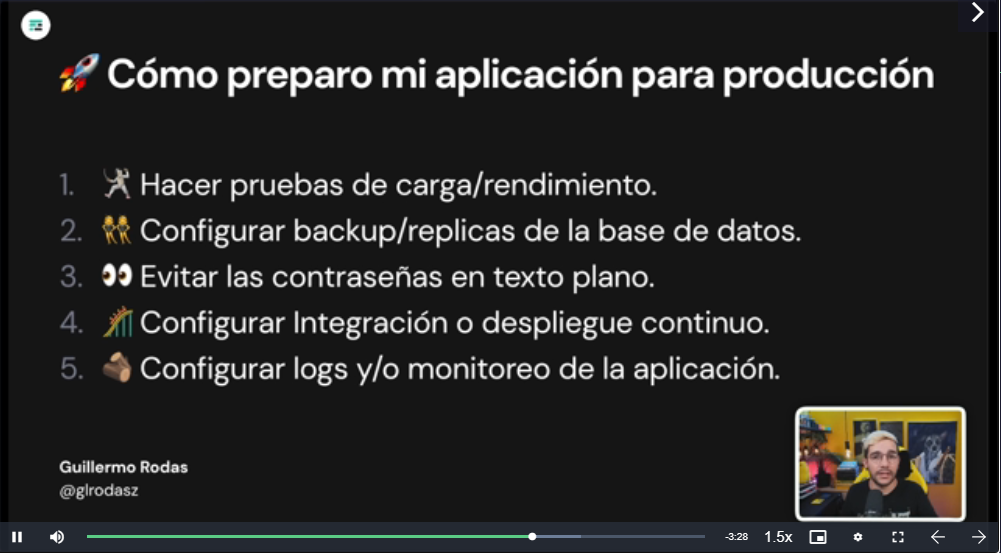 Cómo preparo mi aplicación para producción
1. Hacer pruebas de carga/rendimiento.
2. Configurar backup/replicas de la base de datos.
3. Evitar las contraseñas en texto plano.
4. Configurar Integración o despliegue continuo.
5. Configurar logs y/o monitoreo de la aplicación.
Guillermo Rodas
@glrodasz
-3:28 1.5x